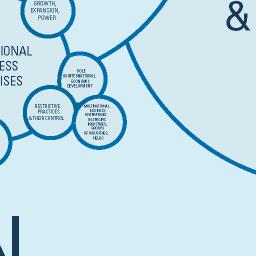 GROWTH,
EXPANSION,
POWER
&
IONAL
ESS
ISES
ROLE
IN INTERNATIONAL
ECONOMIC
DEVELOPMENT
RESTRICTIVE
PRACTICES
& THEIR CONTROL
MULTINATIONAL
BUSINESS
ENTERPRISES
IN SPECIFIC
INDUSTRIES,
GROUPS
OF INDUSTRIES,
FIELDS